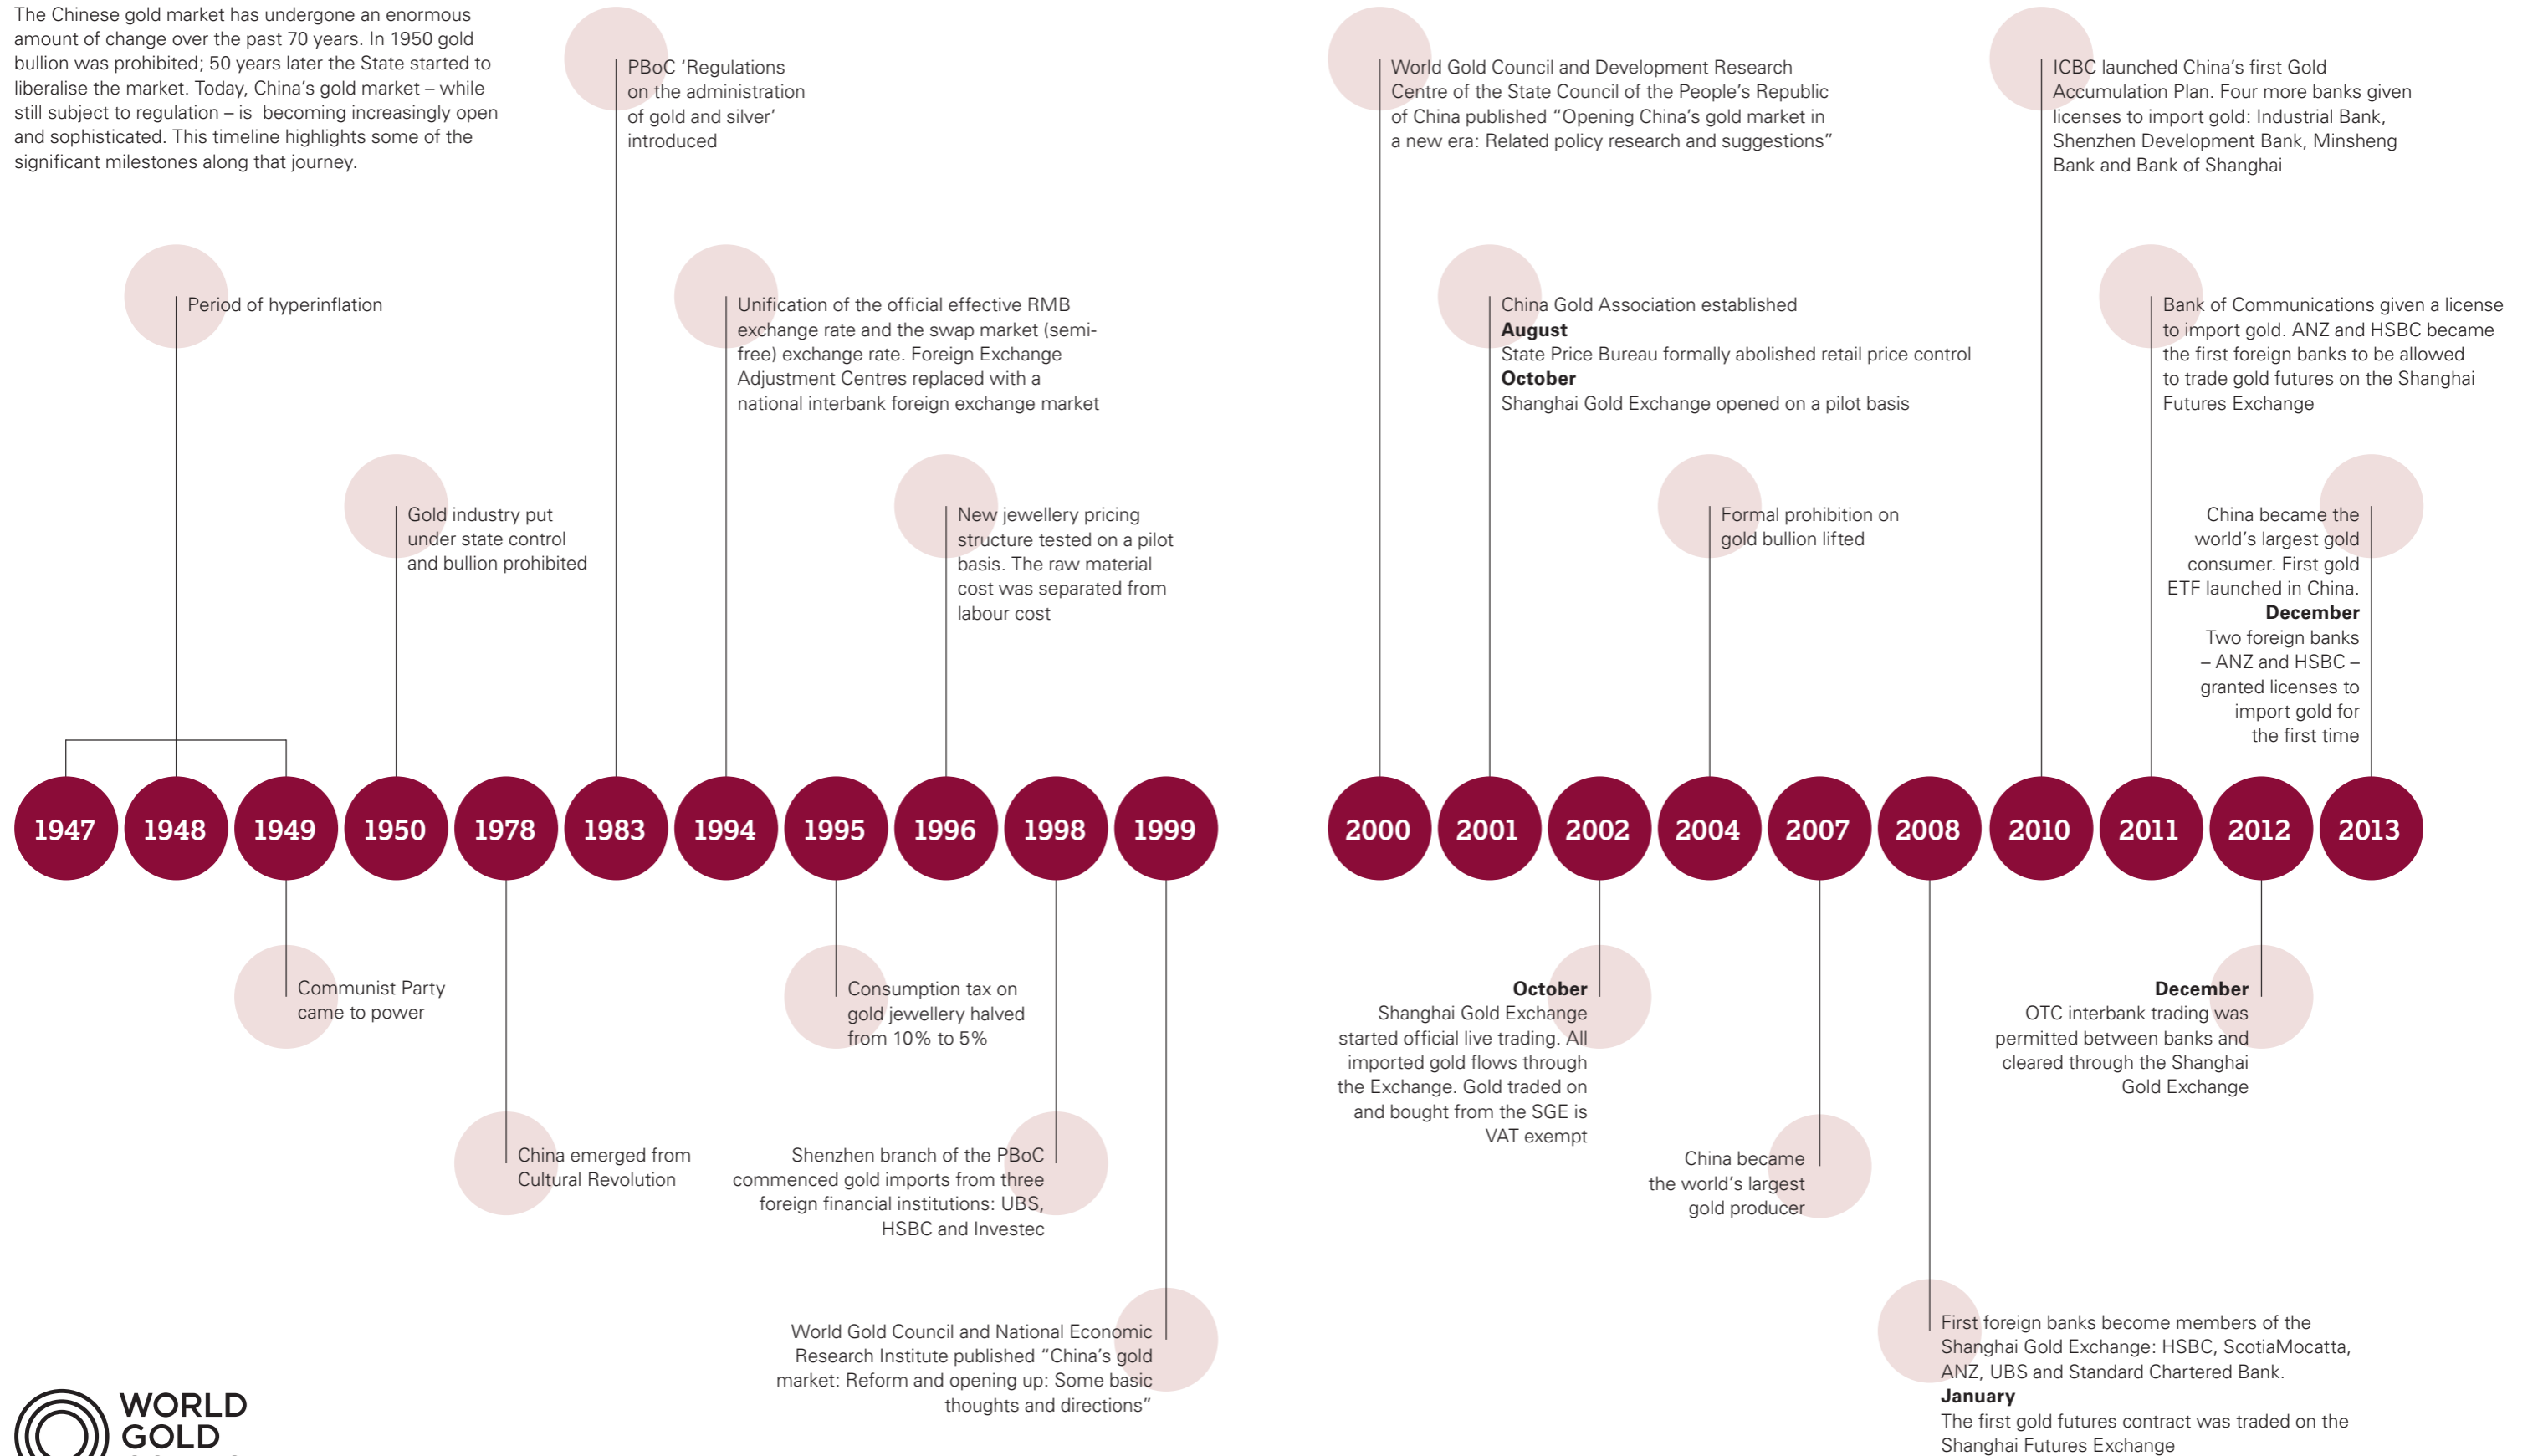 The Chinese gold market has undergone an enormous
amount of change over the past 70 years. In 1950 gold
bullion was prohibited; 50 years later the State started to
liberalise the market. Today, China's gold market – while
still subject to regulation – is  becoming increasingly open
and sophisticated. This timeline highlights some of the
significant milestones along that journey.
PBoC ‘Regulations
on the administration
of gold and silver’
introduced
World Gold Council and Development Research
Centre of the State Council of the People’s Republic
of China published “Opening China’s gold market in
a new era: Related policy research and suggestions”
ICBC launched China’s first Gold
Accumulation Plan. Four more banks given
licenses to import gold: Industrial Bank,
Shenzhen Development Bank, Minsheng
Bank and Bank of Shanghai
Period of hyperinflation
Unification of the official effective RMB
exchange rate and the swap market (semi-
free) exchange rate. Foreign Exchange
Adjustment Centres replaced with a
national interbank foreign exchange market
China Gold Association established
August
State Price Bureau formally abolished retail price control
October
Shanghai Gold Exchange opened on a pilot basis
Bank of Communications given a license
to import gold. ANZ and HSBC became
the first foreign banks to be allowed
to trade gold futures on the Shanghai
Futures Exchange
Gold industry put
under state control
and bullion prohibited
New jewellery pricing
structure tested on a pilot
basis. The raw material
cost was separated from
labour cost
Formal prohibition on
gold bullion lifted
China became the
world’s largest gold
consumer. First gold
ETF launched in China.
December
Two foreign banks
– ANZ and HSBC –
granted licenses to
import gold for
the first time
1947
1948
1949
1950
1978
1983
1994
1995
1996
1998
1999
2000
2001
2002
2004
2007
2008
2010
2011
2012
2013
Communist Party
came to power
Consumption tax on
gold jewellery halved
from 10% to 5%
October
Shanghai Gold Exchange
started official live trading. All
imported gold flows through
the Exchange. Gold traded on
and bought from the SGE is
VAT exempt
December
OTC interbank trading was
permitted between banks and
cleared through the Shanghai
Gold Exchange
China emerged from
Cultural Revolution
Shenzhen branch of the PBoC
commenced gold imports from three
foreign financial institutions: UBS,
HSBC and Investec
China became
the world’s largest
gold producer
World Gold Council and National Economic
Research Institute published “China’s gold
market: Reform and opening up: Some basic
thoughts and directions”
First foreign banks become members of the
Shanghai Gold Exchange: HSBC, ScotiaMocatta,
ANZ, UBS and Standard Chartered Bank.
January
The first gold futures contract was traded on the
Shanghai Futures Exchange
WORLD
GOLD